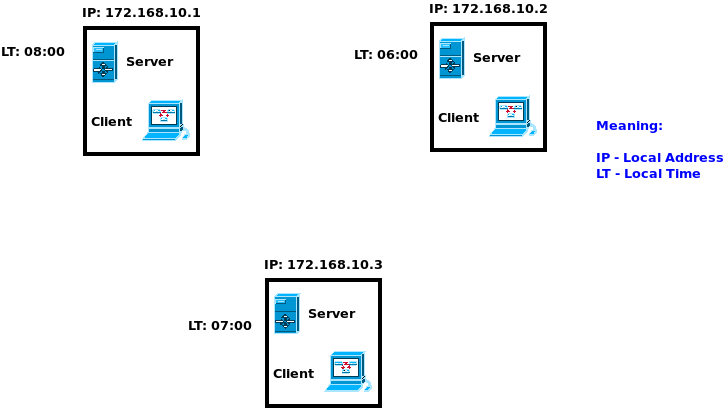 IP: 172.168.10.1
LT: 08:00
Server
Client
IP: 172.168.10.2
LT: 06:00
Server
Client
Meaning:
IP - Local Address
LT - Local Time
IP: 172.168.10.3
LT: 07:00
Server
Client